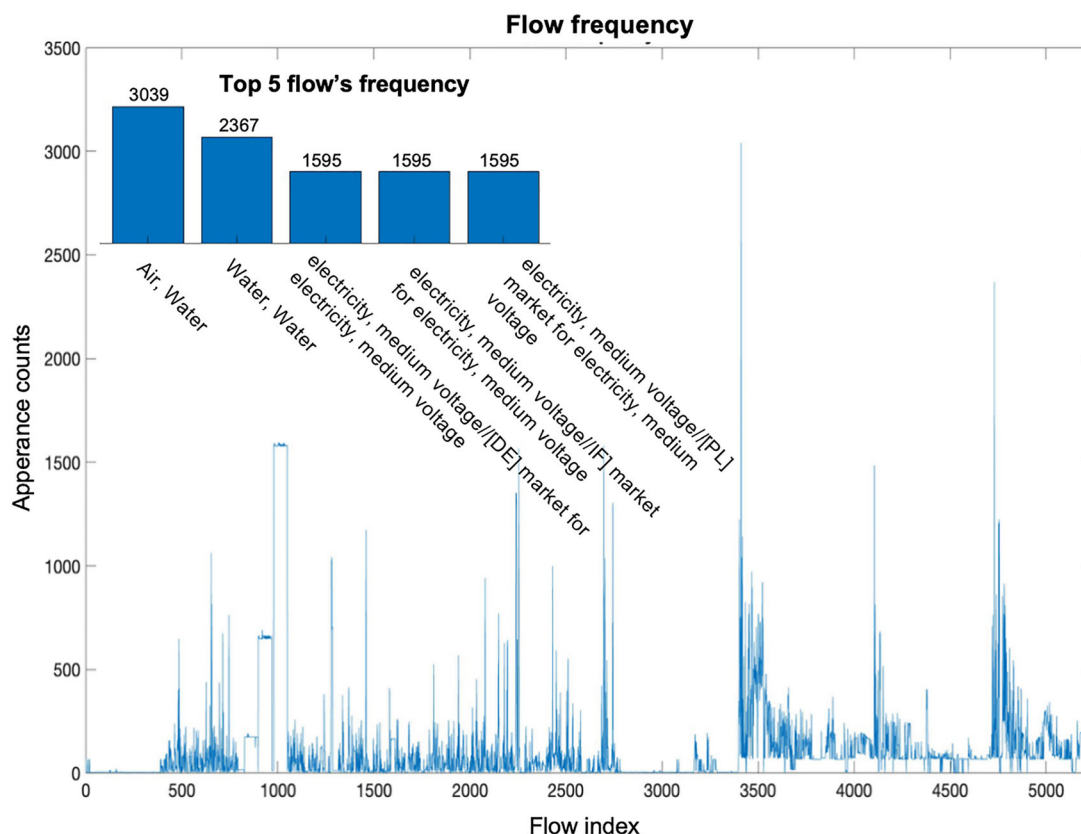 Flow frequency
3500
Top 5 flow's frequency
3039
2367
1595
1595
1595
3000
2500
2000
1500
1000
500
0
Air, Water
Water, Water
electricity, medium voltage//[DE] market for
electricity, medium voltage
electricity, medium voltage//IF] market
for electricity, medium voltage
electricity, medium voltage//[PL]
market for electricity, medium
voltage
Apperance counts
0
500
1000
1500
2000
2500
3000
3500
4000
4500
5000
Flow index